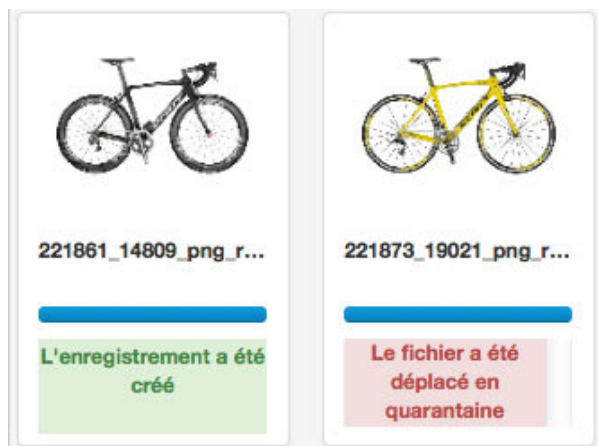 221861_14809_png_r...
221873_19021_png_r...
L'enregistrement a été
créé
Le fichier a été
déplacé en
quarantaine